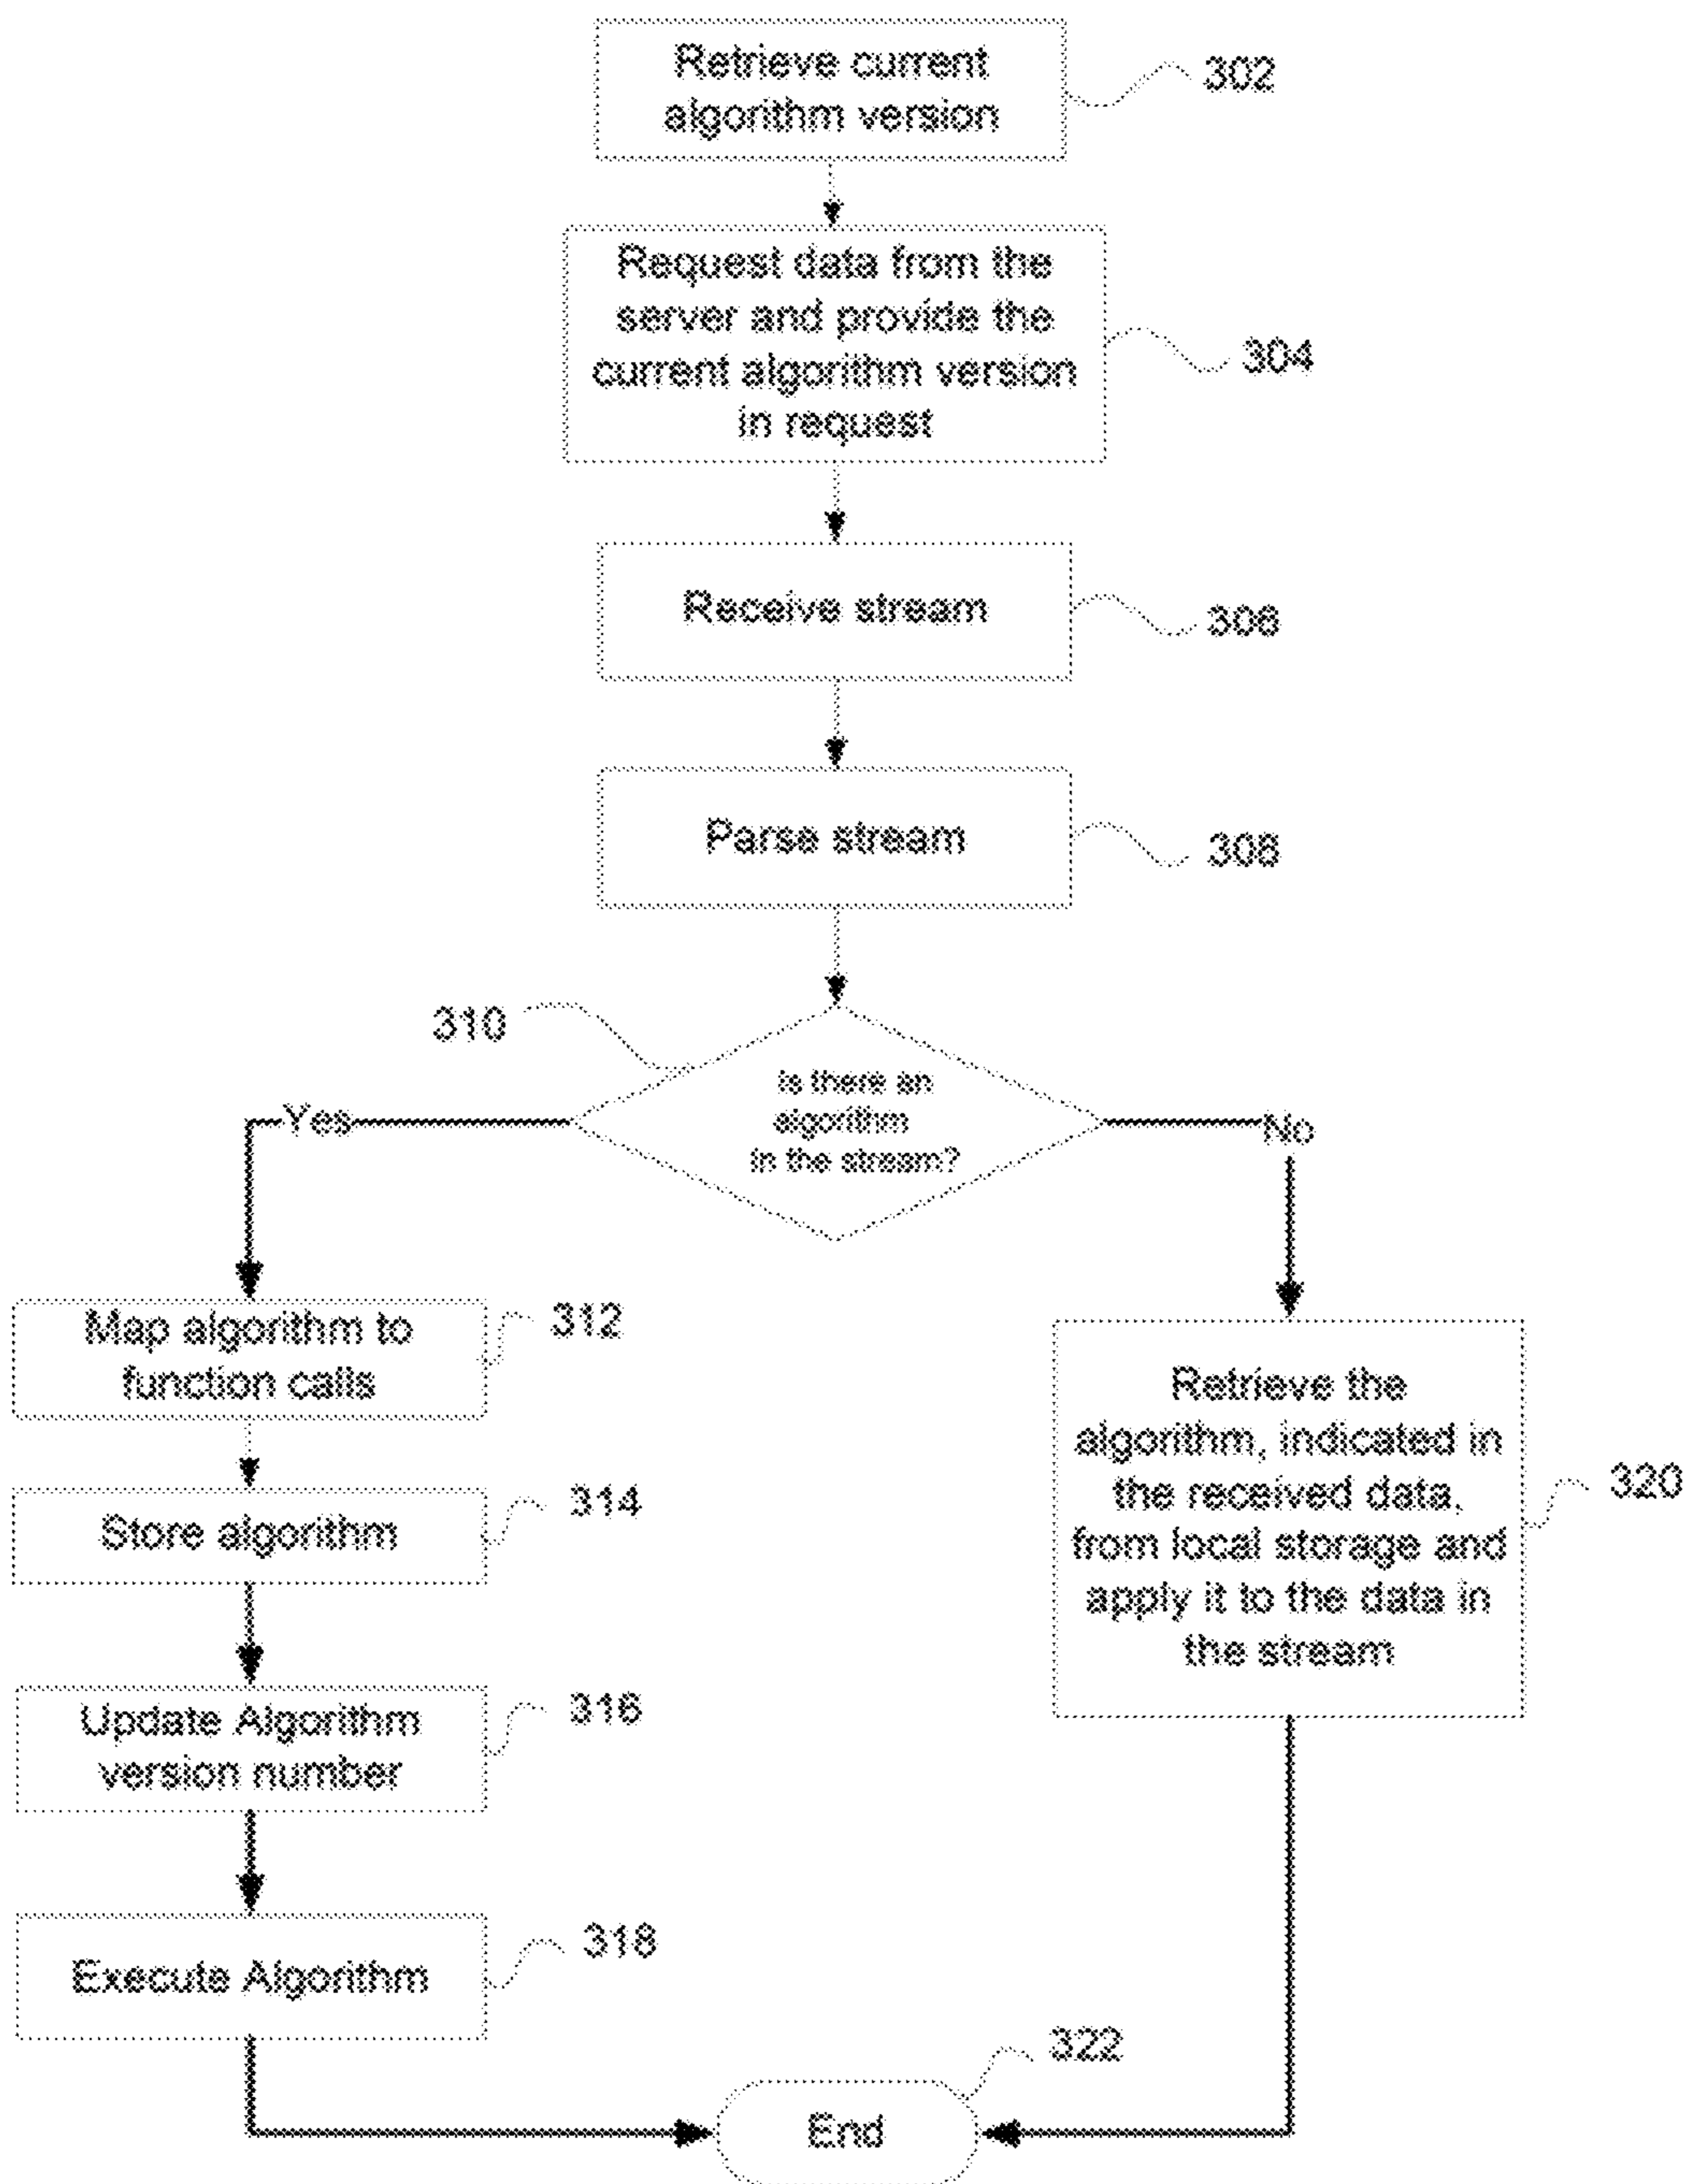 Retrieve current
algorithm version
302
Request data from the
server and provide the
current algorithm version
in request
304
Receive stream
306
Parse stream
308
310
Is there an
algorithm
in the stream?
Yes
No
Map algorithm to
function calls
312
Retrieve the
algorithm, indicated in
the received data,
from local storage and
apply it to the data in
the stream
320
Store algorithm
314
Update Algorithm
version number
316
Execute Algorithm
318
322
End